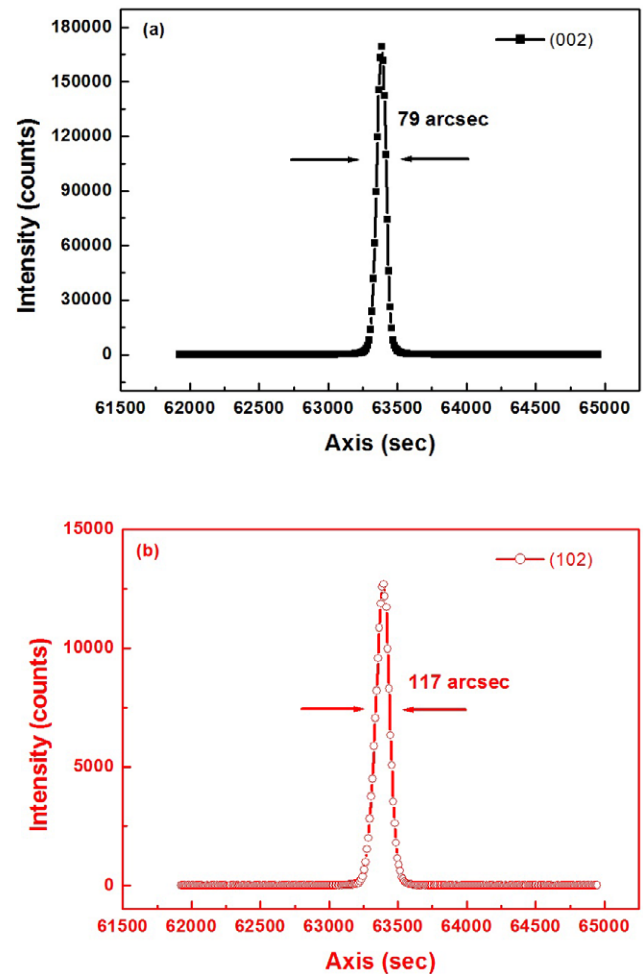 (a)
(002)
180000
150000
120000
90000
60000
30000
0
79 arcsec
Intensity (counts)
61500 62000 62500 63000 63500 64000 64500 65000
Axis (sec)
(b)
(102)
15000
10000
5000
0
117 arcsec
Intensity (counts)
61500 62000 62500 63000 63500 64000 64500 65000
Axis (sec)